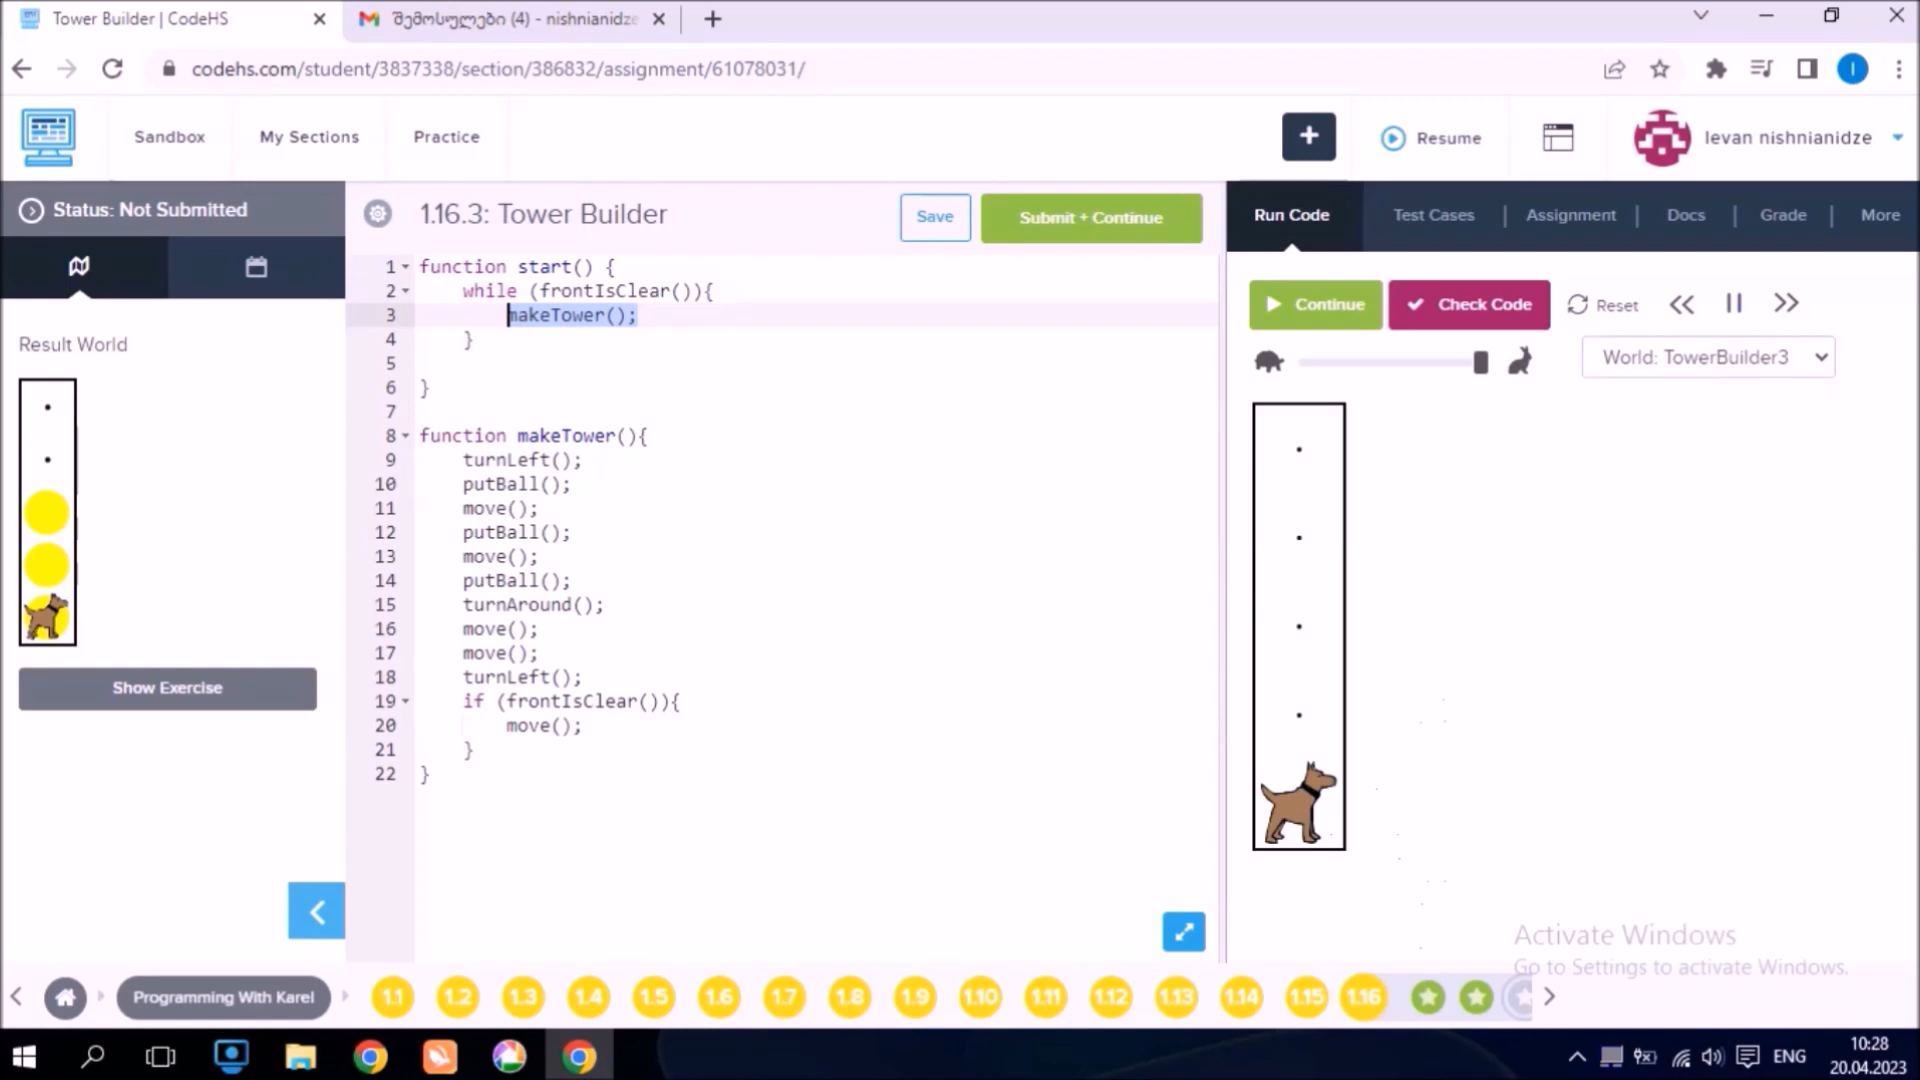 Tower Builder | CodeHS
შემოსულები (4) - nishnianidze
codehs.com/student/3837338/section/386832/assignment/61078031/
I
Sandbox
My Sections
Practice
+
Resume
levan nishnianidze
Status: Not Submitted
1.16.3: Tower Builder
Save
Submit + Continue
Run Code
Test Cases
Assignment
Docs
Grade
More
Result World
Show Exercise
1 function start() {
2 while (frontIsClear()){
3 makeTower();
4 }
5
6 }
7
8 function makeTower(){
9 turnLeft();
10 putBall();
11 move();
12 putBall();
13 move();
14 putBall();
15 turnAround();
16 move();
17 move();
18 turnLeft();
19 if (frontIsClear()){
20 move();
21 }
22 }
Continue
Check Code
Reset
World: TowerBuilder3
Activate Windows
Go to Settings to activate Windows.
Programming With Karel
1.1
1.2
1.3
1.4
1.5
1.6
1.7
1.8
1.9
1.10
1.11
1.12
1.13
1.14
1.15
1.16
ENG
10:28
20.04.2023